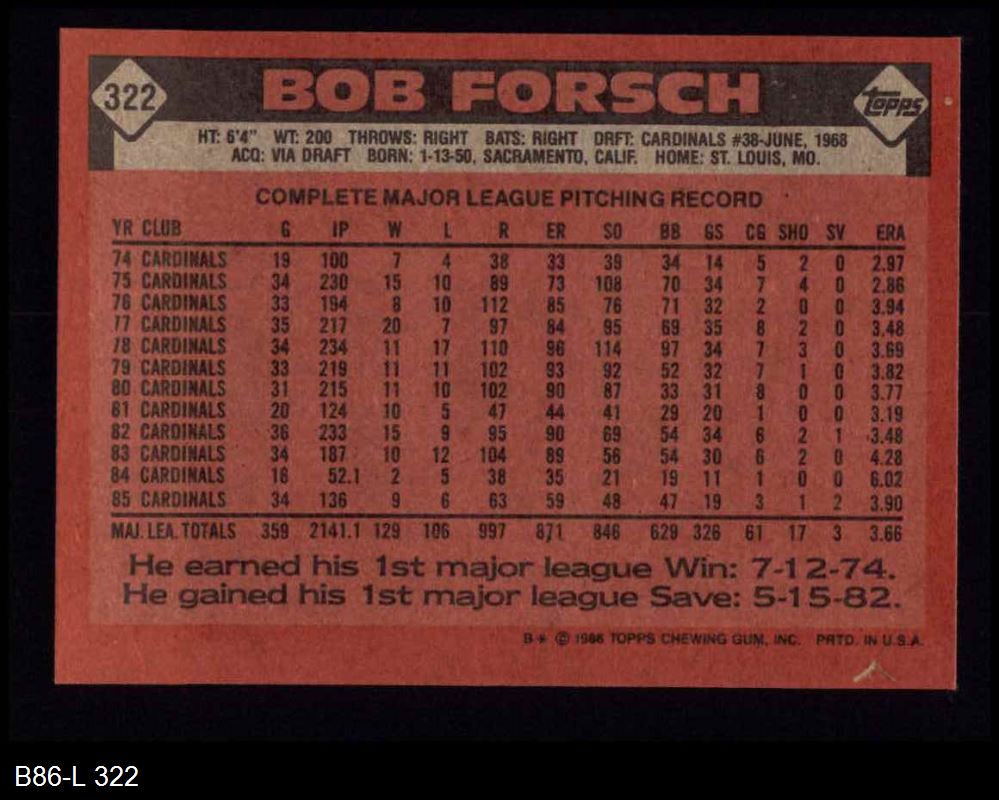 322
BOB FORSCH
Topps
HT: 6'4" WT: 200 THROWS: RIGHT BATS: RIGHT DRFT: CARDINALS #38-JUNE, 1968
ACQ: VIA DRAFT BORN: 1-13-50, SACRAMENTO, CALIF. HOME: ST. LOUIS, MO.
COMPLETE MAJOR LEAGUE PITCHING RECORD
YR CLUB G IP W L R ER SO BB GS CG SHO SV ERA
74 CARDINALS 19 100 7 4 38 33 39 34 14 5 2 0 2.97
75 CARDINALS 34 230 15 10 89 73 108 70 34 7 4 0 2.86
76 CARDINALS 33 194 8 10 112 85 76 71 32 2 0 0 3.94
77 CARDINALS 35 217 20 7 97 84 95 69 35 8 2 0 3.48
78 CARDINALS 34 234 11 17 110 96 114 97 34 7 3 0 3.69
79 CARDINALS 33 219 11 11 102 93 92 52 32 7 1 0 3.82
80 CARDINALS 31 215 11 10 102 90 87 33 31 8 0 0 3.77
81 CARDINALS 20 124 10 5 47 44 41 29 20 1 0 0 3.19
82 CARDINALS 36 233 15 9 95 90 69 54 34 6 2 1 3.48
83 CARDINALS 34 187 10 12 104 89 56 54 30 6 2 0 4.28
84 CARDINALS 16 52.1 2 5 38 35 21 19 11 1 0 0 6.02
85 CARDINALS 34 136 9 6 63 59 48 47 19 3 1 2 3.90
MAJ. LEA. TOTALS 359 2141.1 129 106 997 871 846 629 326 61 17 3 3.66
He earned his 1st major league Win: 7-12-74.
He gained his 1st major league Save: 5-15-82.
B * © 1986 TOPPS CHEWING GUM, INC. PRTD. IN U.S.A.
B86-L 322